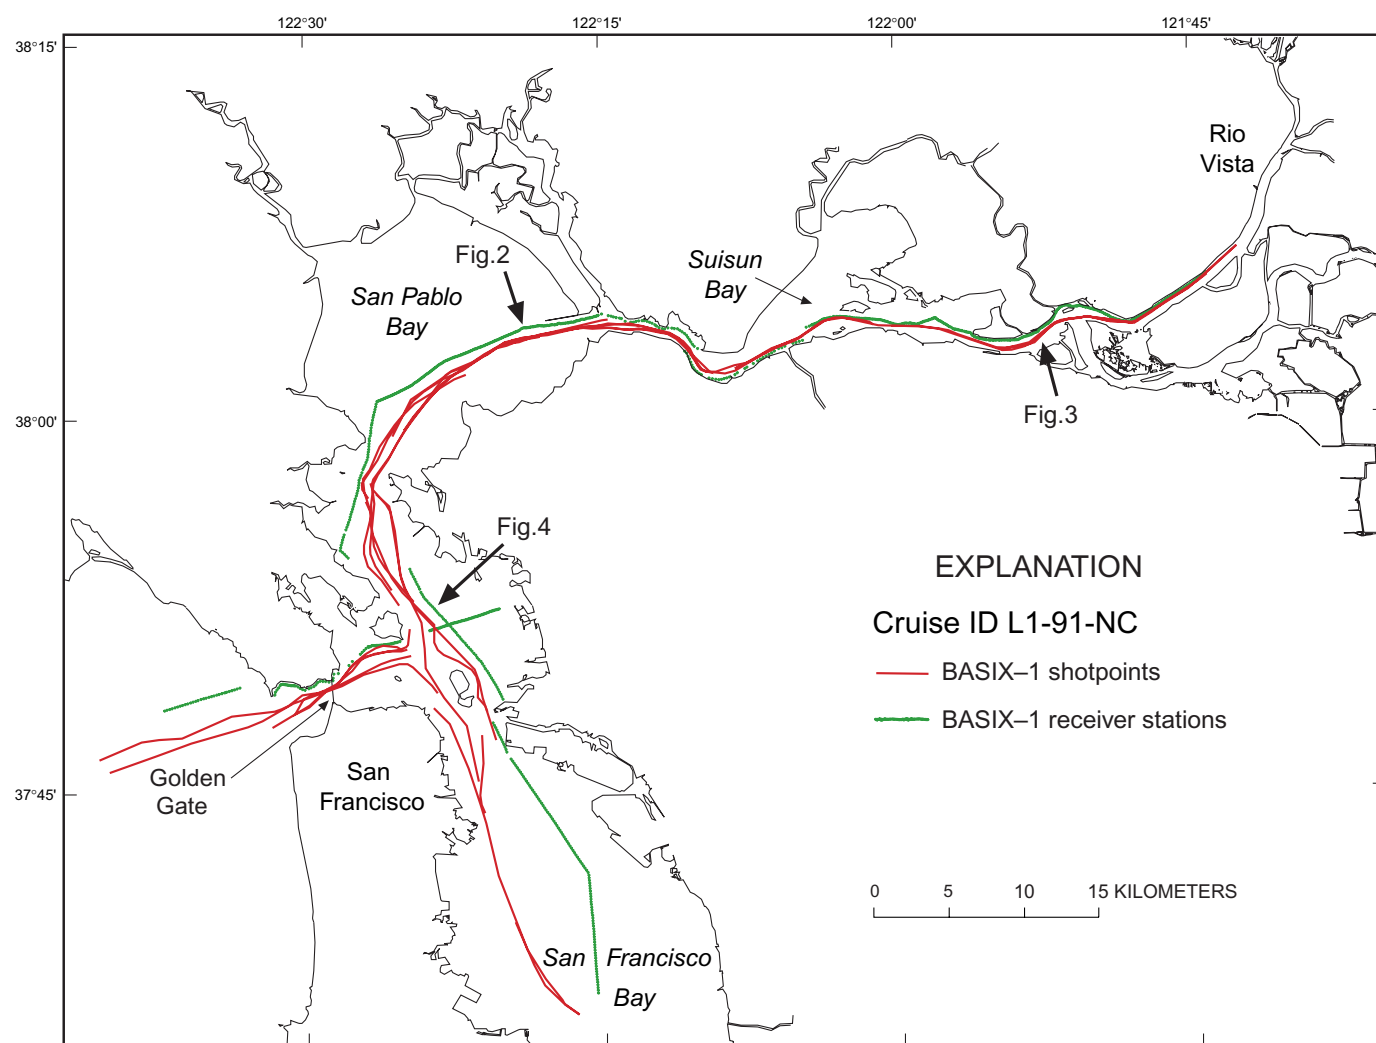 122°30'
122°15'
122°00'
121°45'
38°15'
Rio
Vista
Fig.2
Suisun
Bay
San Pablo
Bay
Fig.3
38°00'
Fig.4
EXPLANATION
Cruise ID L1-91-NC
BASIX–1 shotpoints
BASIX–1 receiver stations
Golden
Gate
San
Francisco
37°45'
0 5 10 15 KILOMETERS
San Francisco
Bay